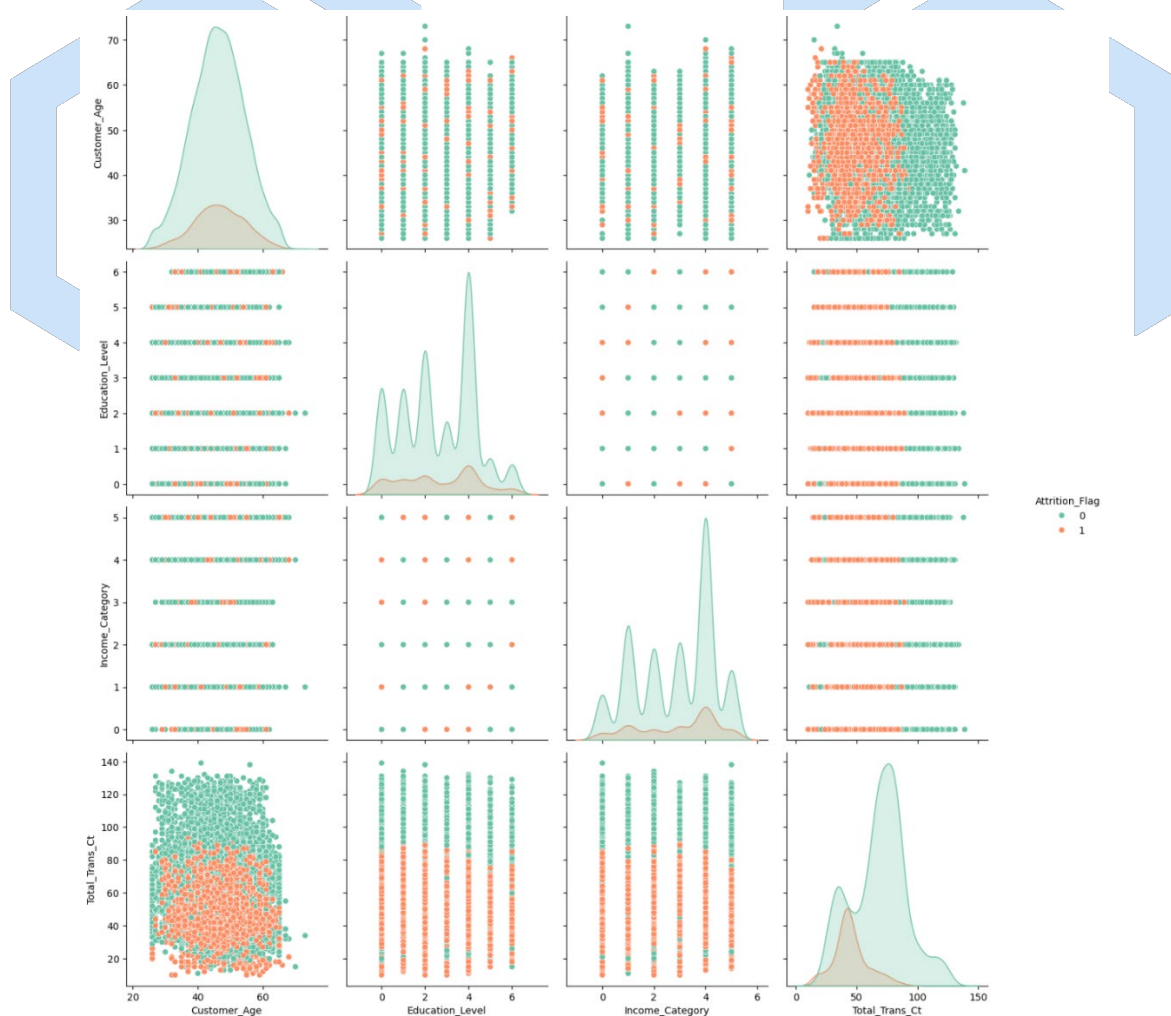 70
60
50
40
30
Customer_Age
6
5
4
3
2
1
0
Education_Level
Attrition_Flag
0
1
5
4
3
2
1
0
Income_Category
140
120
100
80
60
40
20
Total_Trans_Ct
20 40 60
0 2 4 6
0 2 4 6
0 50 100 150
Customer_Age
Education_Level
Income_Category
Total_Trans_Ct